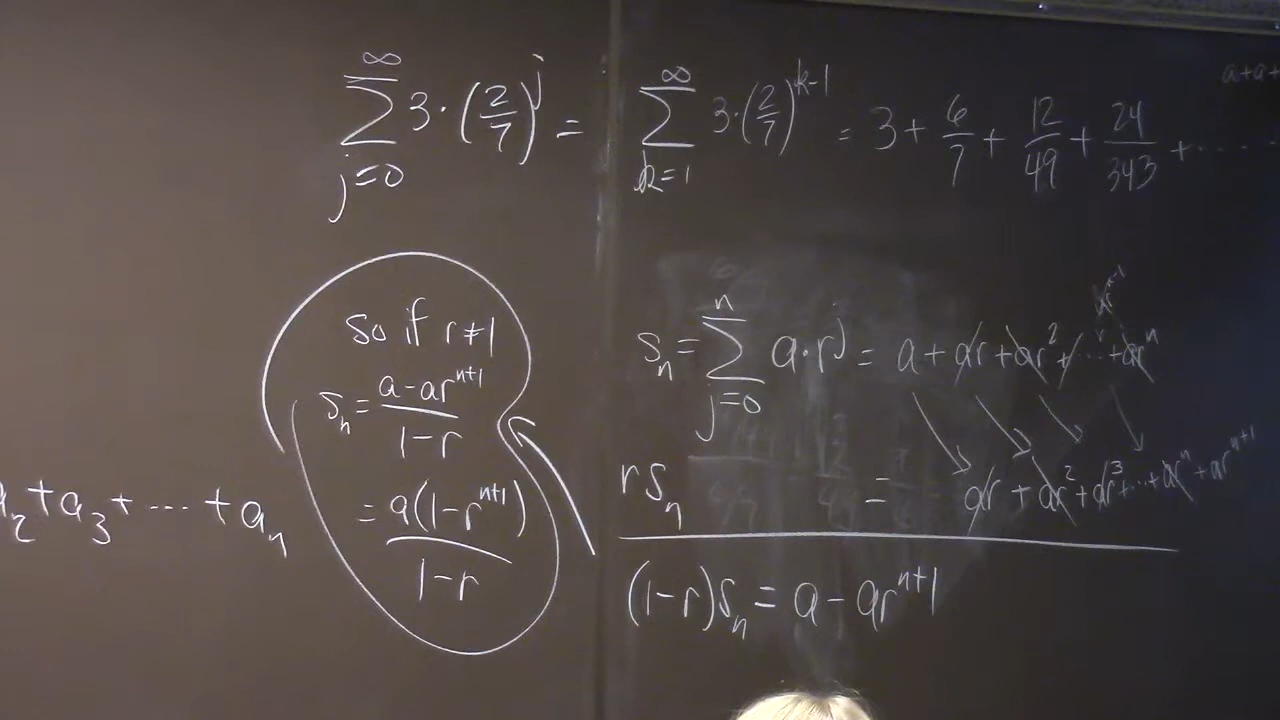 ∞∑j=0 3·(2/7)^j = ∞∑k=1 3·(2/7)^(k-1) = 3 + 6/7 + 12/49 + 24/343 + ....
a+a+
So if r≠1
s_n = (a-ar^(n+1))/(1-r)
= a(1-r^(n+1))/(1-r)
a_2+a_3+ ... +a_n
s_n = n∑j=0 a·r^j = a + ar + ar^2 + ... + ar^n
ar^(n-1)
rs_n = ar + ar^2 + ar^3 + ... + ar^n + ar^(n+1)
(1-r)s_n = a - ar^(n+1)